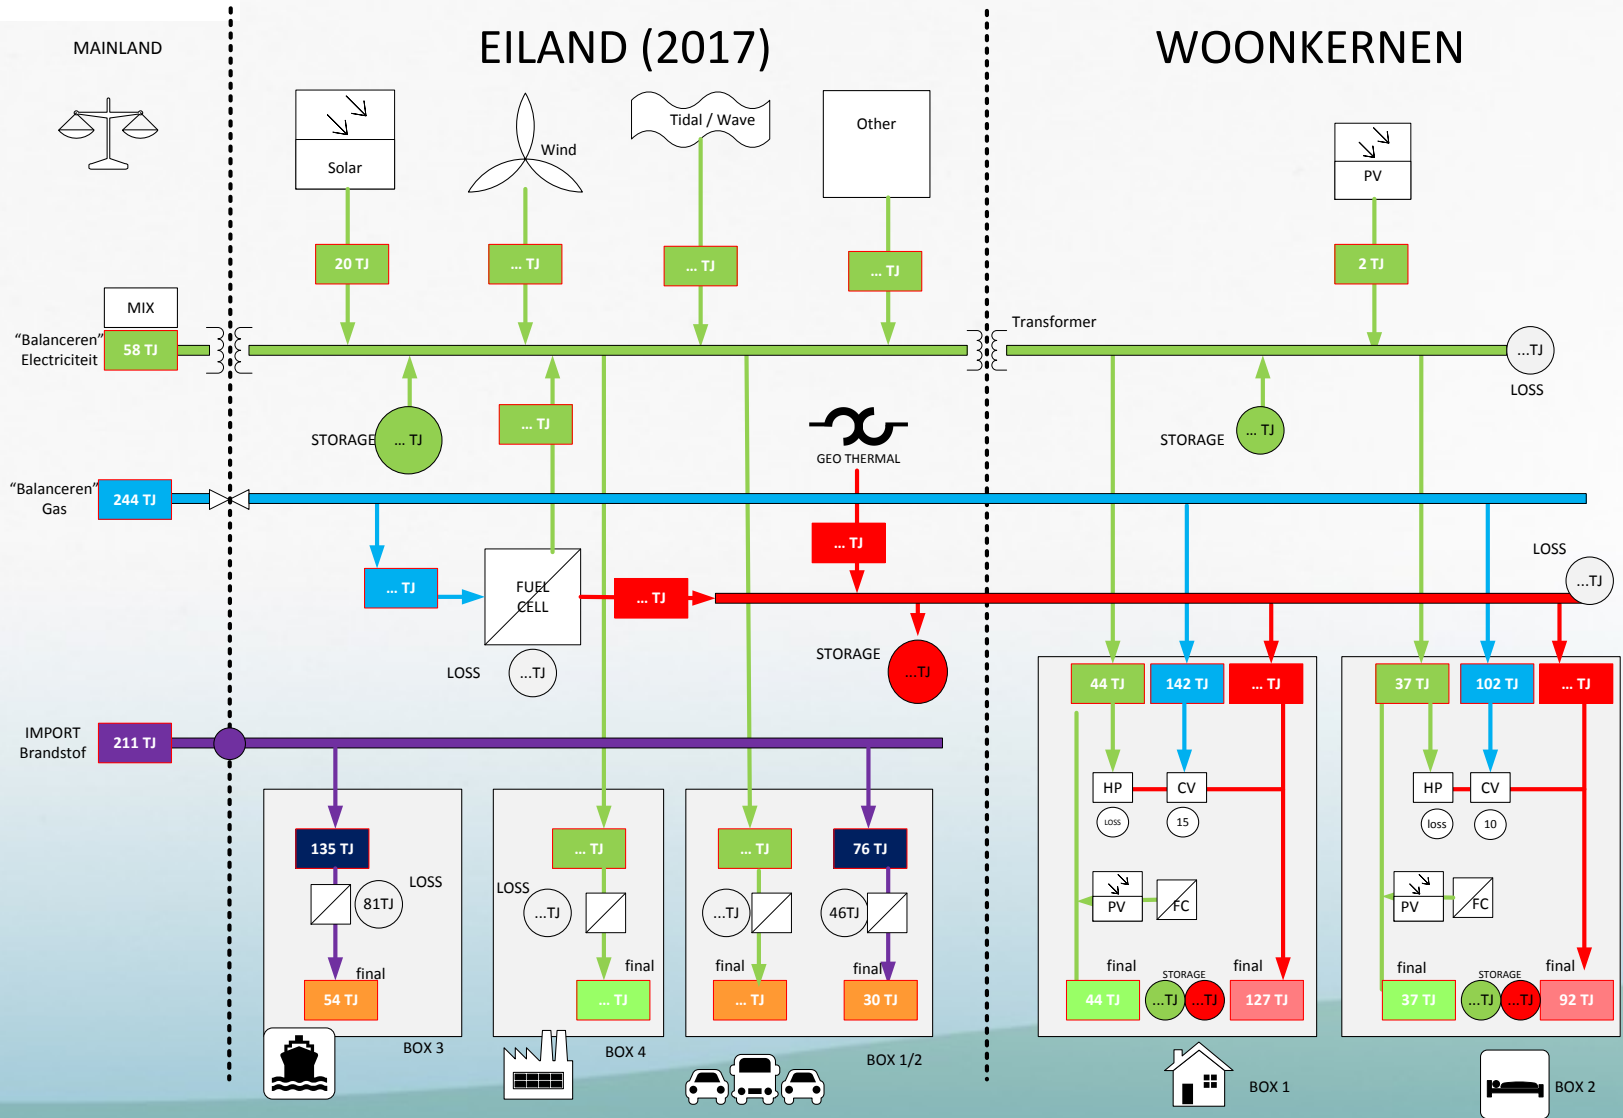 MAINLAND
EILAND (2017)
WOONKERNEN
Solar
Wind
Tidal / Wave
Other
PV
20 TJ
... TJ
... TJ
... TJ
2 TJ
MIX
"Balanceren"
Electriciteit
58 TJ
Transformer
...TJ
LOSS
STORAGE
... TJ
... TJ
GEO THERMAL
STORAGE
... TJ
"Balanceren"
Gas
244 TJ
... TJ
LOSS
...TJ
... TJ
FUEL
CELL
... TJ
LOSS
...TJ
STORAGE
...TJ
IMPORT
Brandstof
211 TJ
44 TJ
142 TJ
... TJ
37 TJ
102 TJ
... TJ
HP
CV
LOSS
15
HP
CV
loss
10
135 TJ
LOSS
81TJ
final
54 TJ
BOX 3
... TJ
LOSS
...TJ
final
... TJ
BOX 4
... TJ
76 TJ
...TJ
46TJ
final
final
... TJ
30 TJ
BOX 1/2
PV
FC
final
STORAGE
final
44 TJ
...TJ
...TJ
127 TJ
BOX 1
PV
FC
final
STORAGE
final
37 TJ
...TJ
...TJ
92 TJ
BOX 2